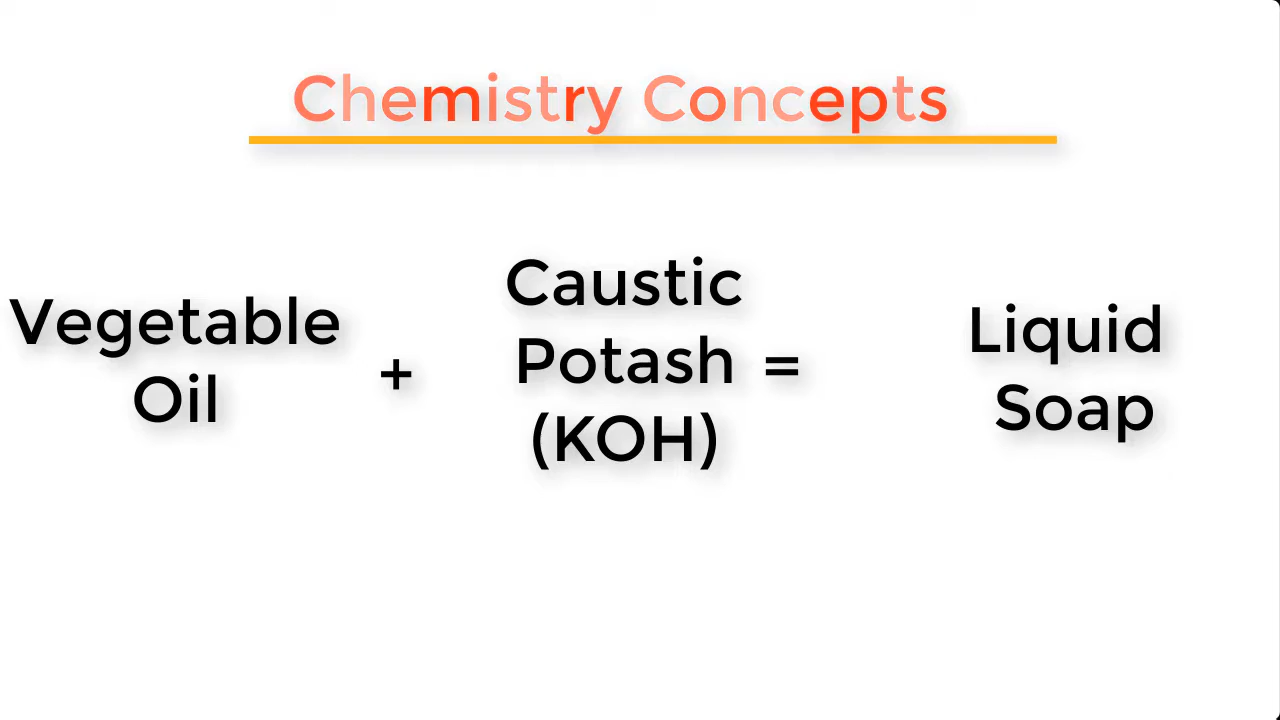 Chemistry Concepts
Vegetable
Oil
+
Caustic
Potash
(KOH)
=
Liquid
Soap